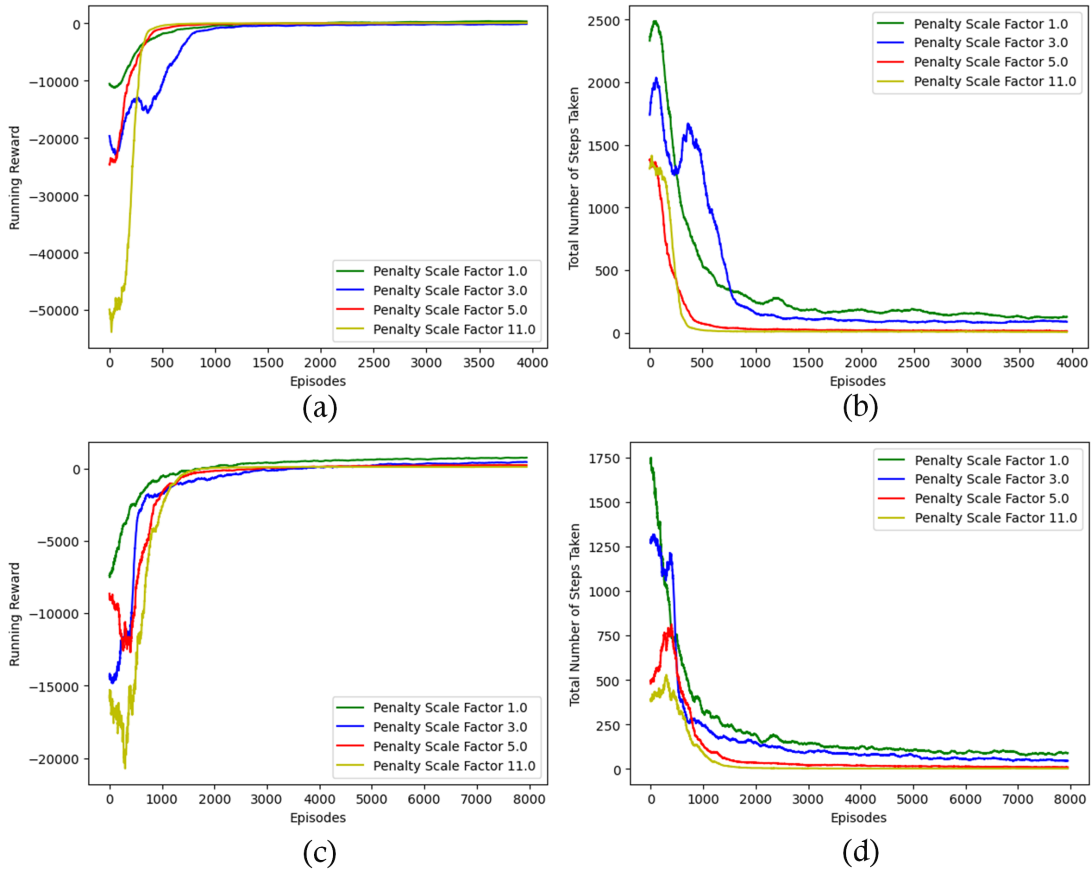 0
−10000
−20000
−30000
−40000
−50000
Running Reward
Penalty Scale Factor 1.0
Penalty Scale Factor 3.0
Penalty Scale Factor 5.0
Penalty Scale Factor 11.0
0 500 1000 1500 2000 2500 3000 3500 4000
Episodes
(a)
2500
2000
1500
1000
500
0
Total Number of Steps Taken
Penalty Scale Factor 1.0
Penalty Scale Factor 3.0
Penalty Scale Factor 5.0
Penalty Scale Factor 11.0
0 500 1000 1500 2000 2500 3000 3500 4000
Episodes
(b)
0
−2500
−5000
−7500
−10000
−12500
−15000
−17500
−20000
Running Reward
Penalty Scale Factor 1.0
Penalty Scale Factor 3.0
Penalty Scale Factor 5.0
Penalty Scale Factor 11.0
0 1000 2000 3000 4000 5000 6000 7000 8000
Episodes
(c)
1750
1500
1250
1000
750
500
250
0
Total Number of Steps Taken
Penalty Scale Factor 1.0
Penalty Scale Factor 3.0
Penalty Scale Factor 5.0
Penalty Scale Factor 11.0
0 1000 2000 3000 4000 5000 6000 7000 8000
Episodes
(d)